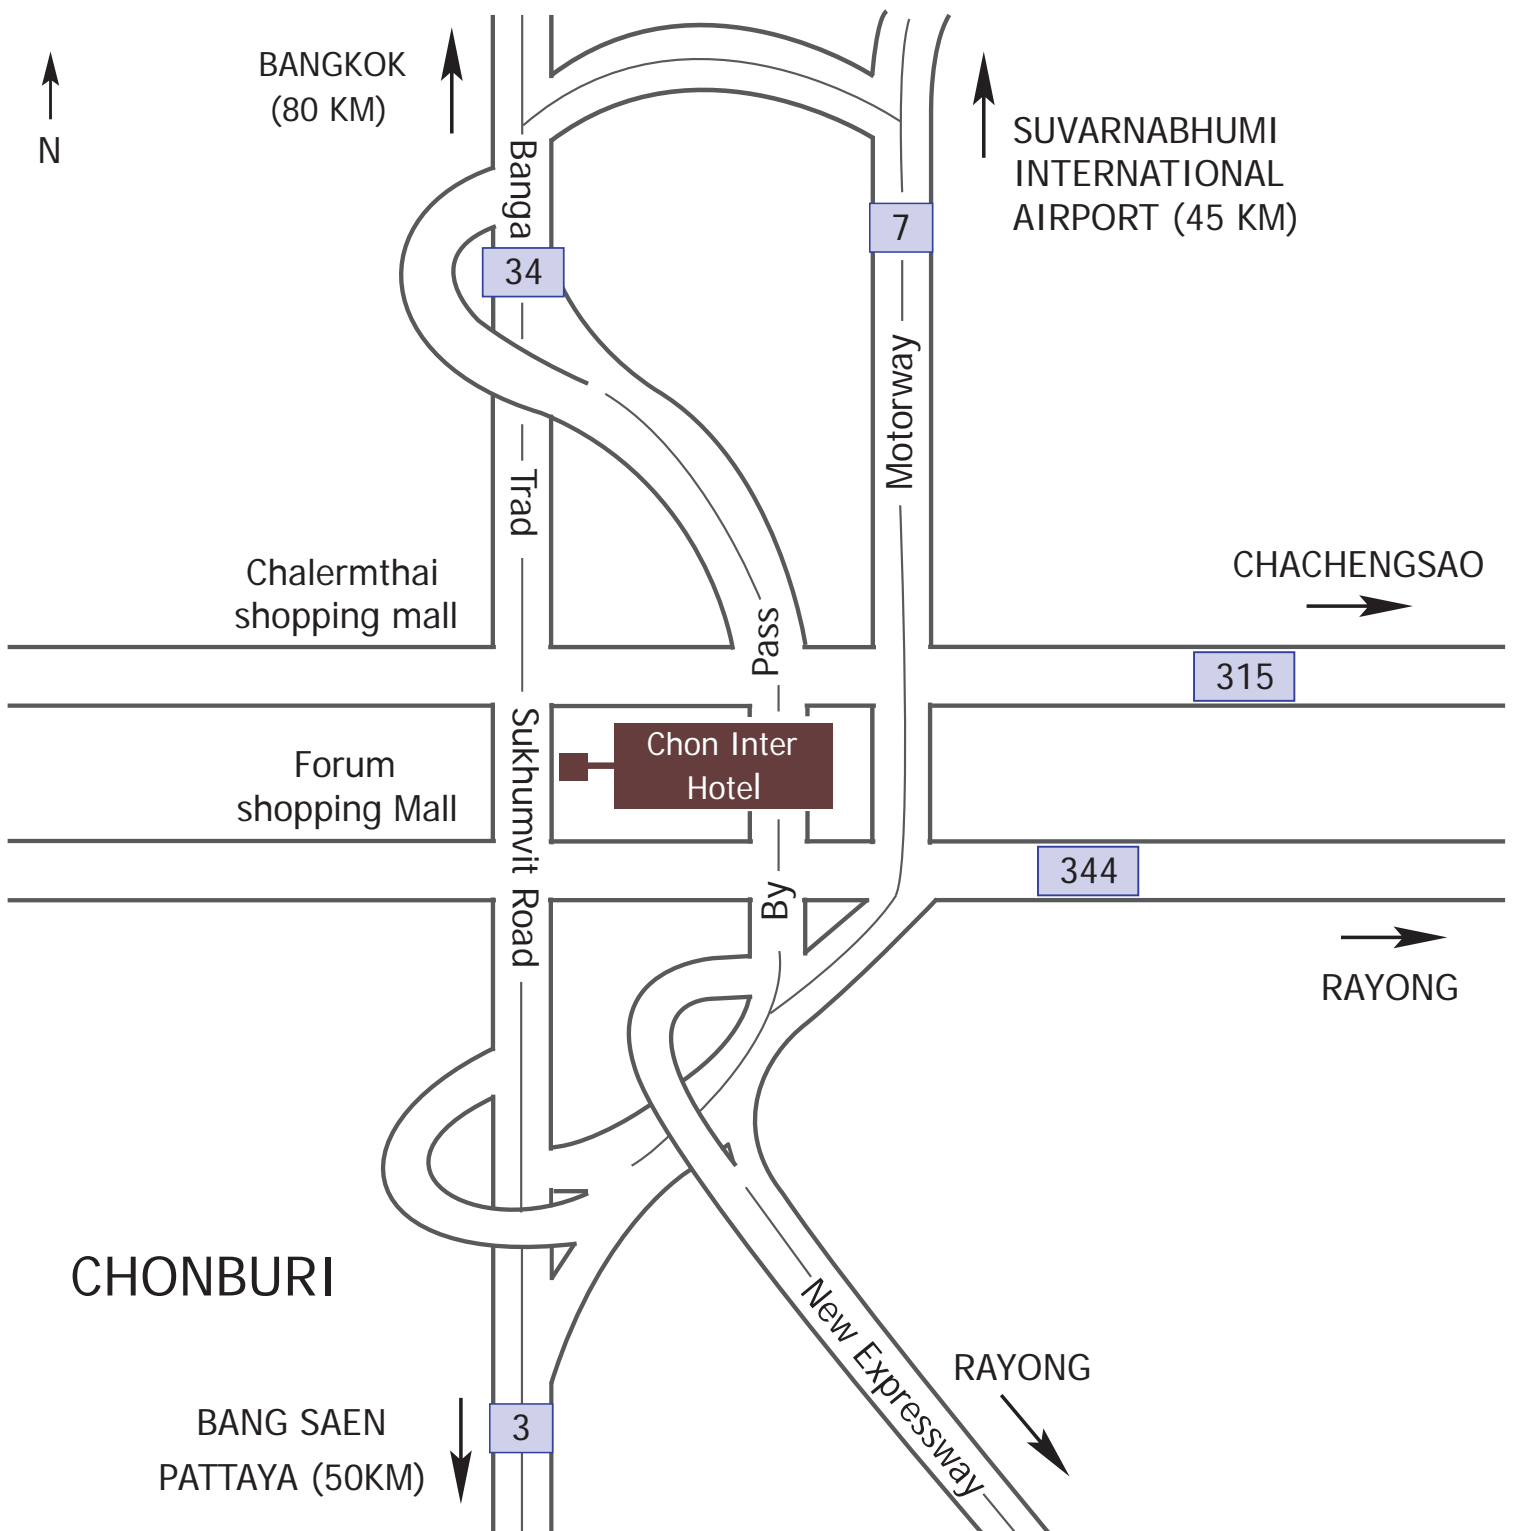 BANGKOK
(80 KM)
N
SUVARNABHUMI
INTERNATIONAL
AIRPORT (45 KM)
Banga
7
34
Motorway
Trad
Chalermthai
shopping mall
CHACHENGSAO
Pass
315
Sukhumvit Road
Chon Inter
Hotel
Forum
shopping Mall
344
By
RAYONG
CHONBURI
New Expressway
RAYONG
BANG SAEN
PATTAYA (50KM)
3